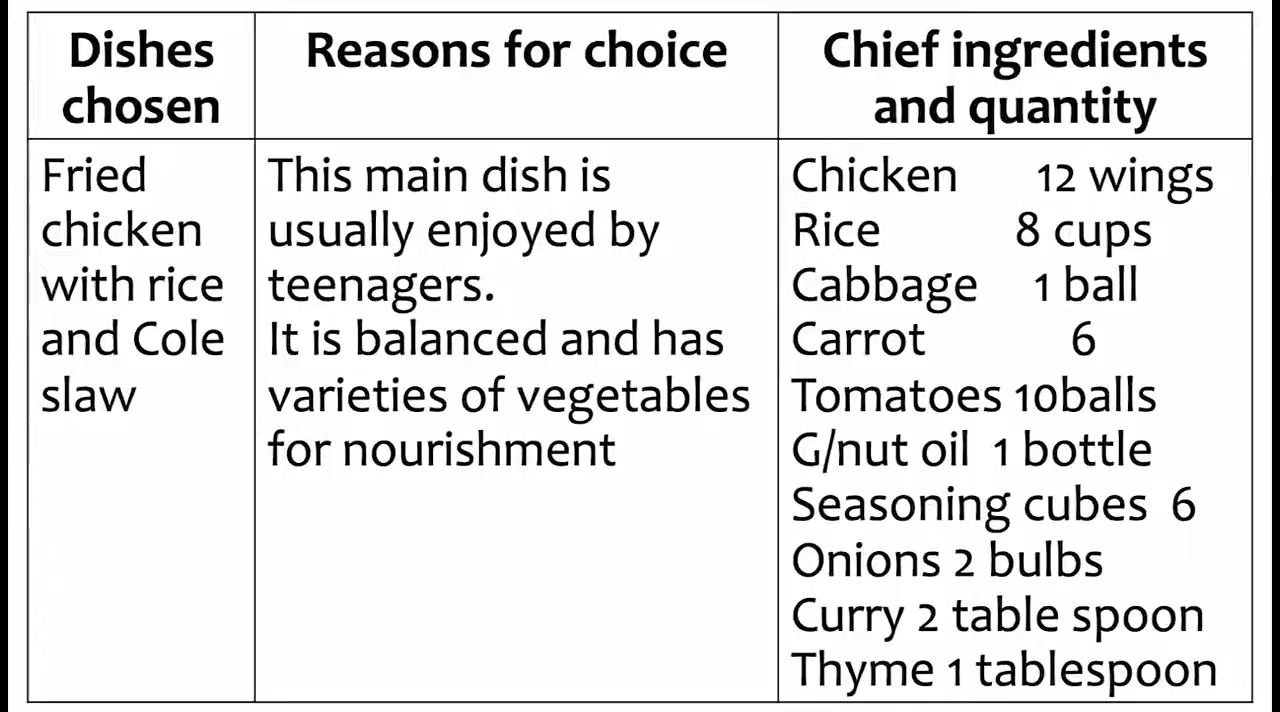 Dishes
chosen
Reasons for choice
Chief ingredients
and quantity
Fried
chicken
with rice
and Cole
slaw
This main dish is
usually enjoyed by
teenagers.
It is balanced and has
varieties of vegetables
for nourishment
Chicken 12 wings
Rice 8 cups
Cabbage 1 ball
Carrot 6
Tomatoes 10balls
G/nut oil 1 bottle
Seasoning cubes 6
Onions 2 bulbs
Curry 2 table spoon
Thyme 1 tablespoon